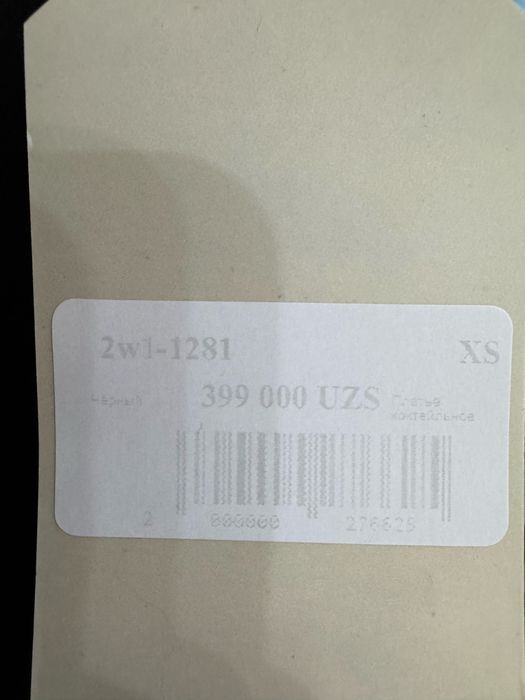 2w1-1281 XS
Черный 399 000 UZS Платье
коктейльное
2 000000 276625